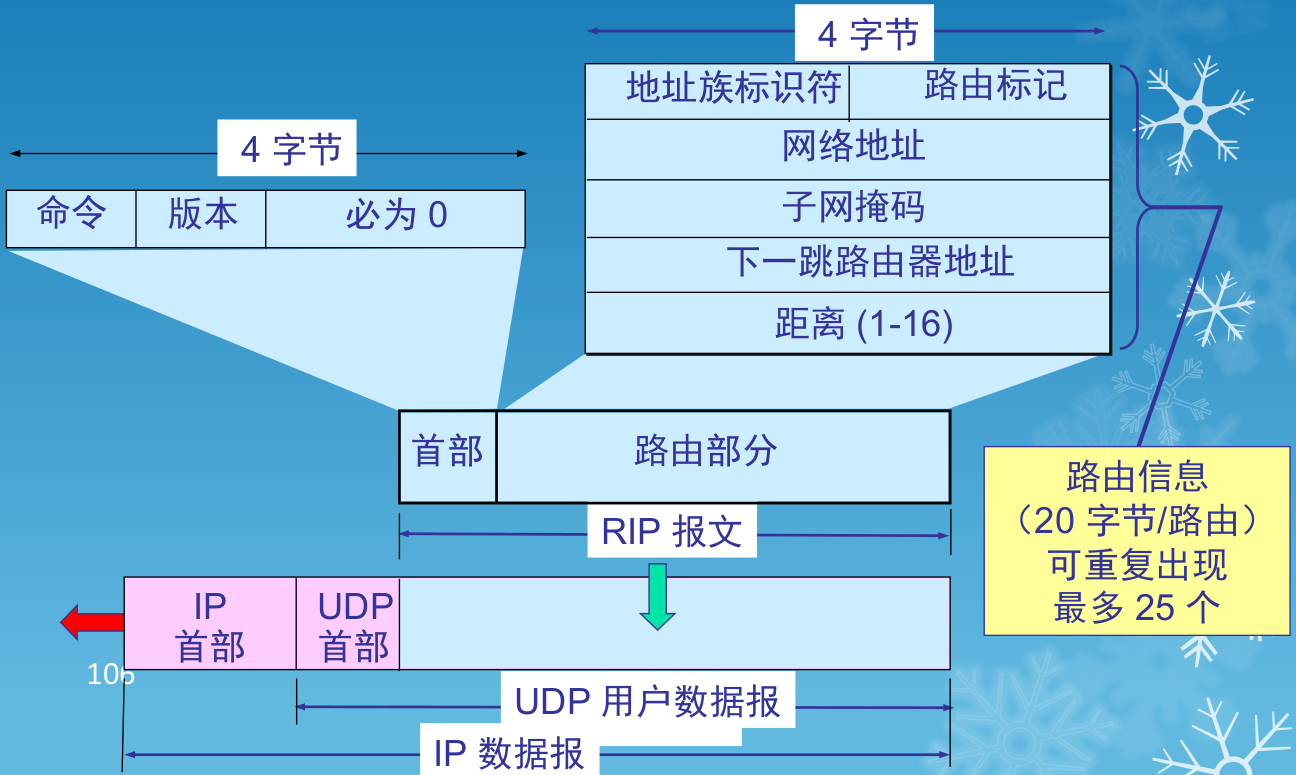 4 字节
地址族标识符 路由标记
网络地址
子网掩码
下一跳路由器地址
距离 (1-16)
4 字节
命令 版本 必为 0
首部 路由部分
RIP 报文
路由信息
（20 字节/路由）
可重复出现
最多 25 个
IP
首部
UDP
首部
106
UDP 用户数据报
IP 数据报